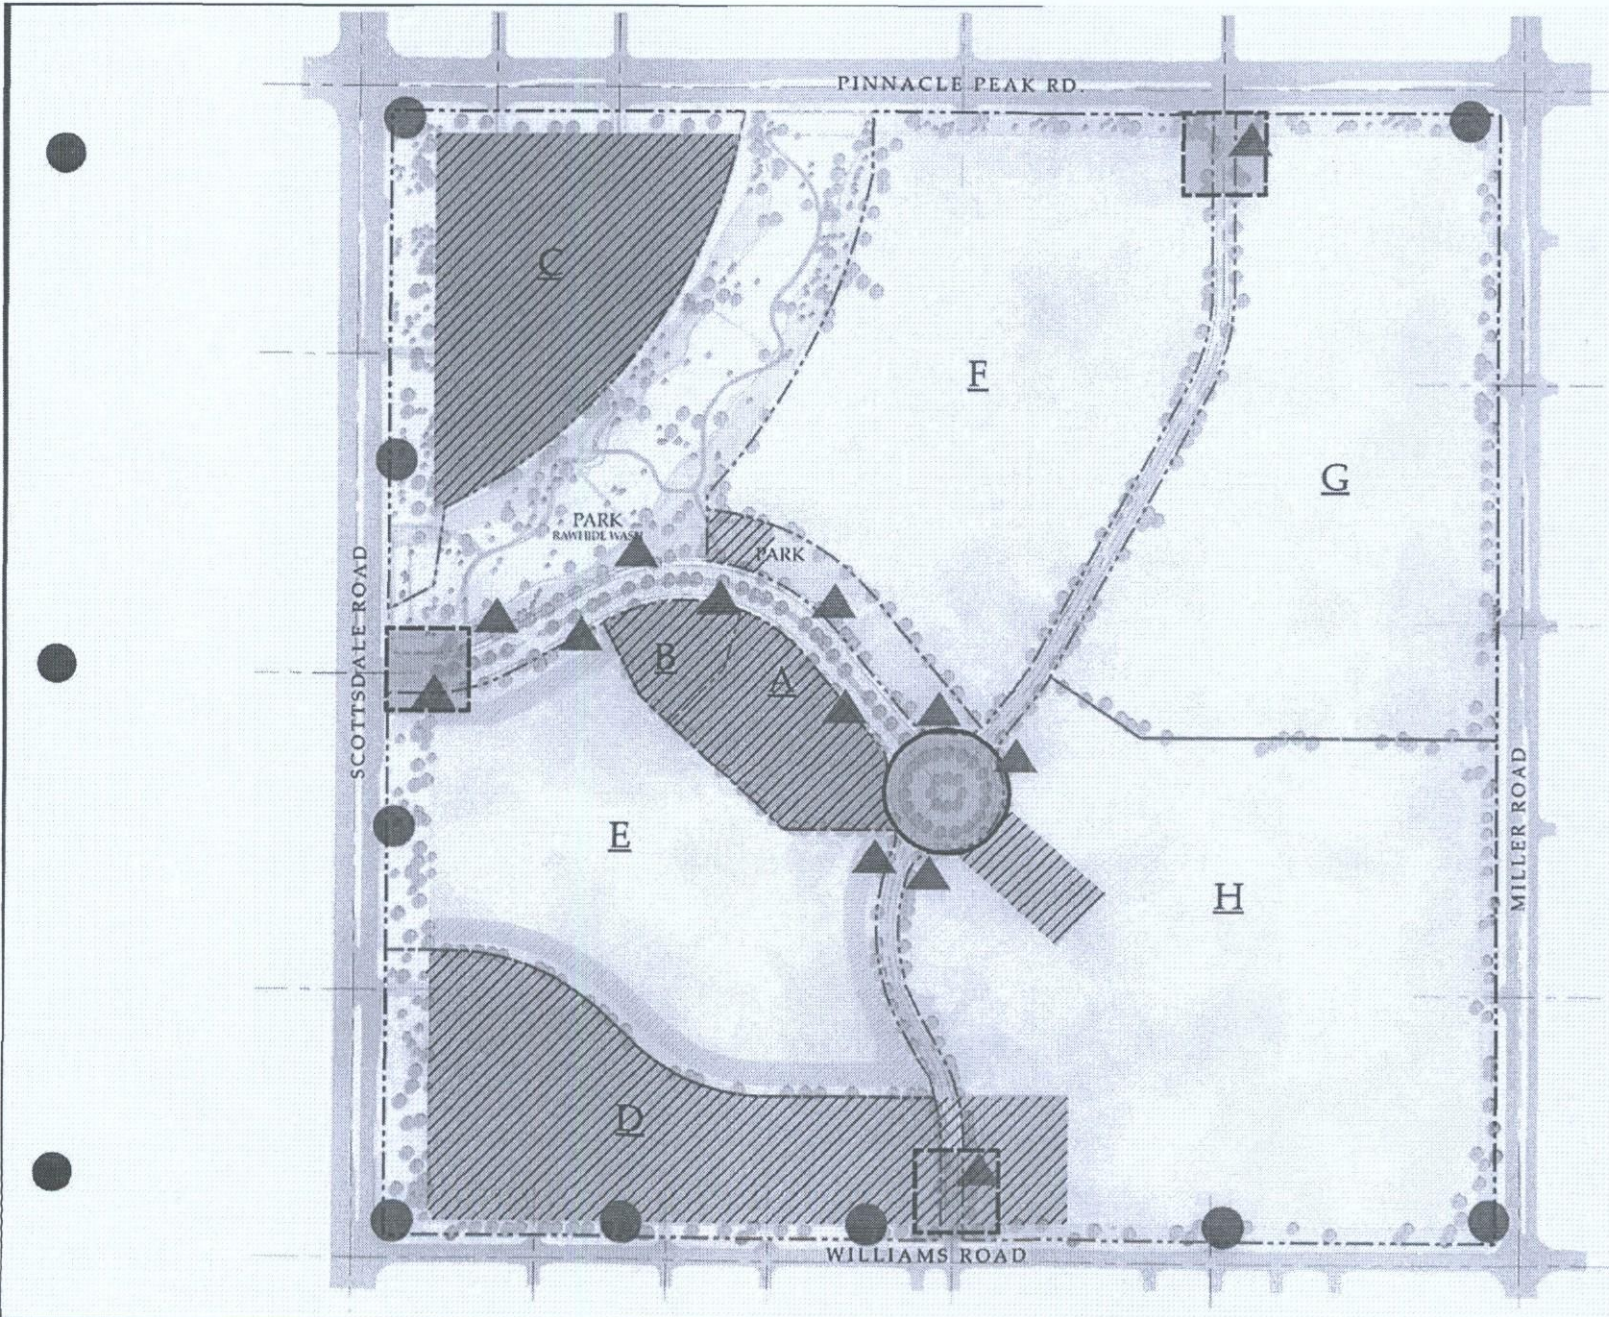 PINNACLE PEAK RD.
C
F
G
PARK
RAWHIDE WASH
PARK
SCOTTSDALE ROAD
B
A
E
MILLER ROAD
H
D
WILLIAMS ROAD